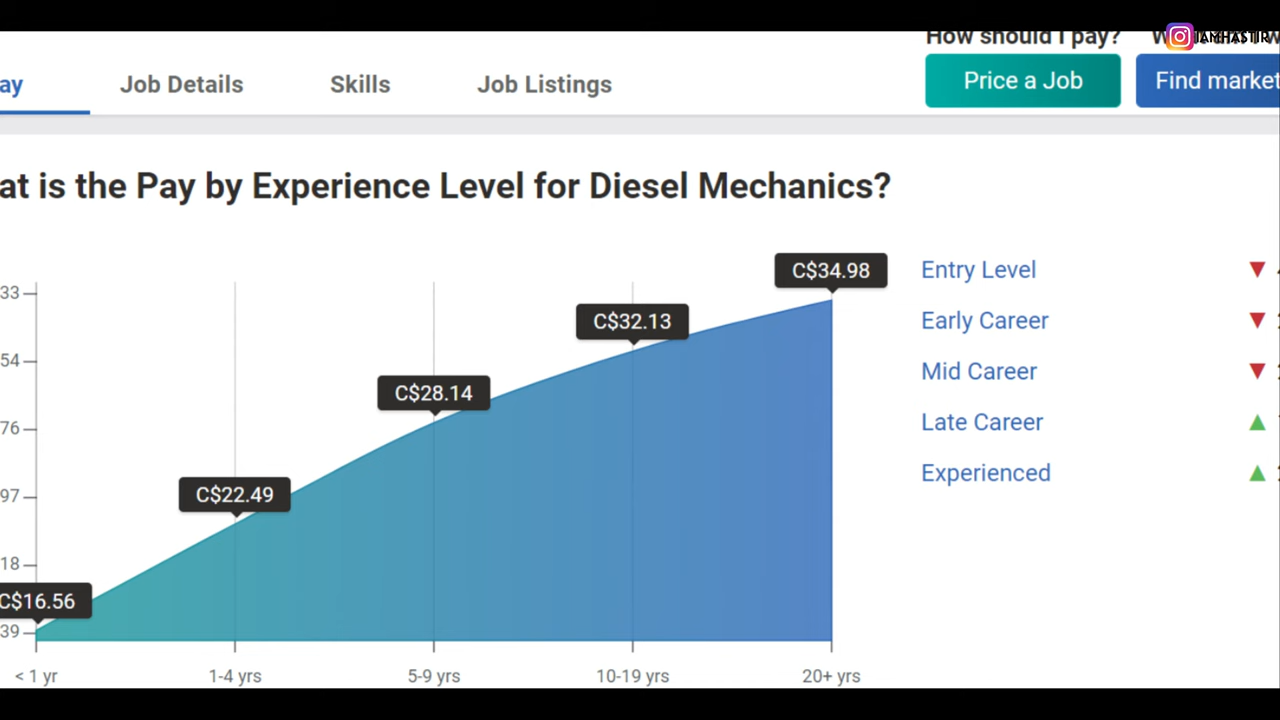 How should I pay?
ay Job Details Skills Job Listings Price a Job Find market
at is the Pay by Experience Level for Diesel Mechanics?
C$34.98 Entry Level
33
C$32.13 Early Career
54
Mid Career
C$28.14
76 Late Career
Experienced
97 C$22.49
18
C$16.56
39
< 1 yr 1-4 yrs 5-9 yrs 10-19 yrs 20+ yrs